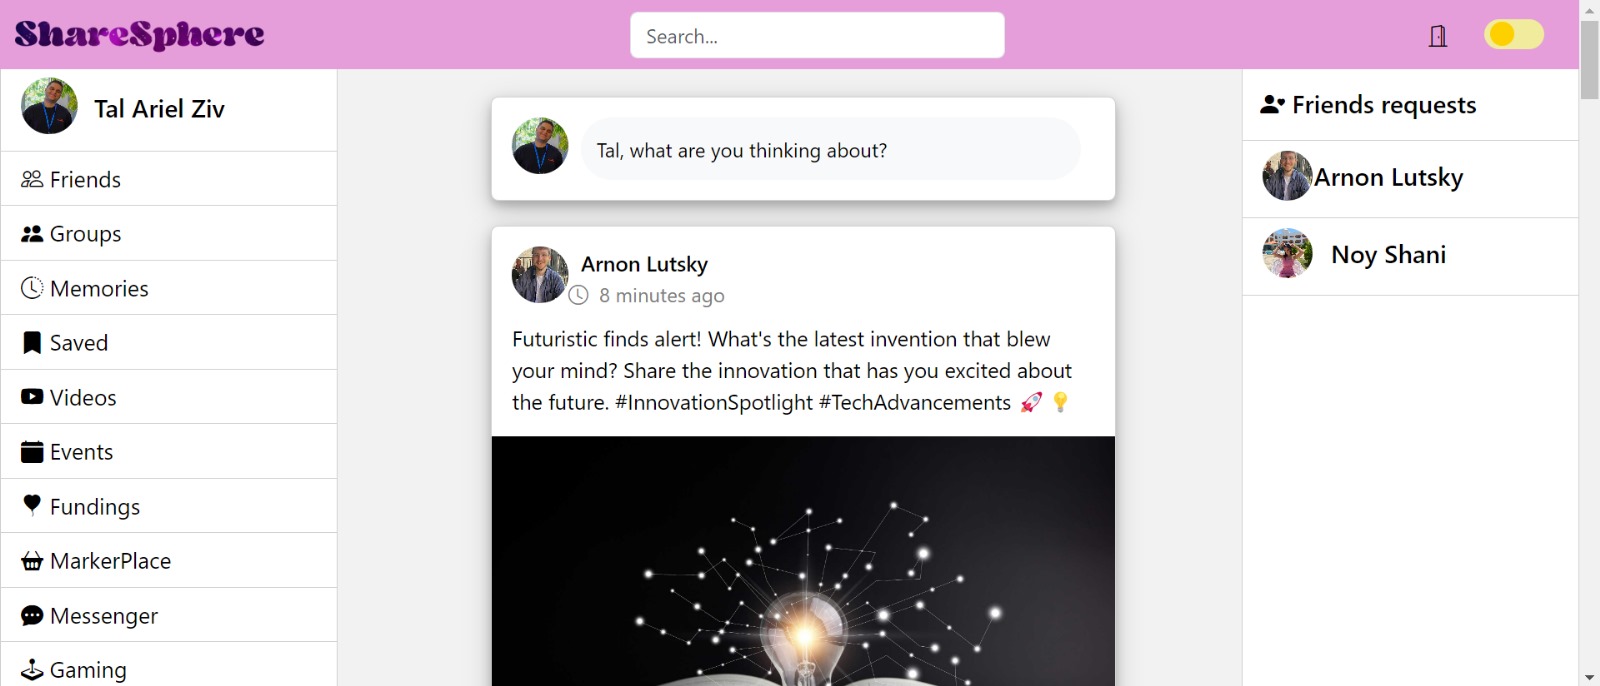 ShareSphere
Search...
Tal Ariel Ziv
Friends
Groups
Memories
Saved
Videos
Events
Fundings
MarkerPlace
Messenger
Gaming
Tal, what are you thinking about?
Arnon Lutsky
8 minutes ago
Futuristic finds alert! What's the latest invention that blew
your mind? Share the innovation that has you excited about
the future. #InnovationSpotlight #TechAdvancements 🚀 💡
Friends requests
Arnon Lutsky
Noy Shani